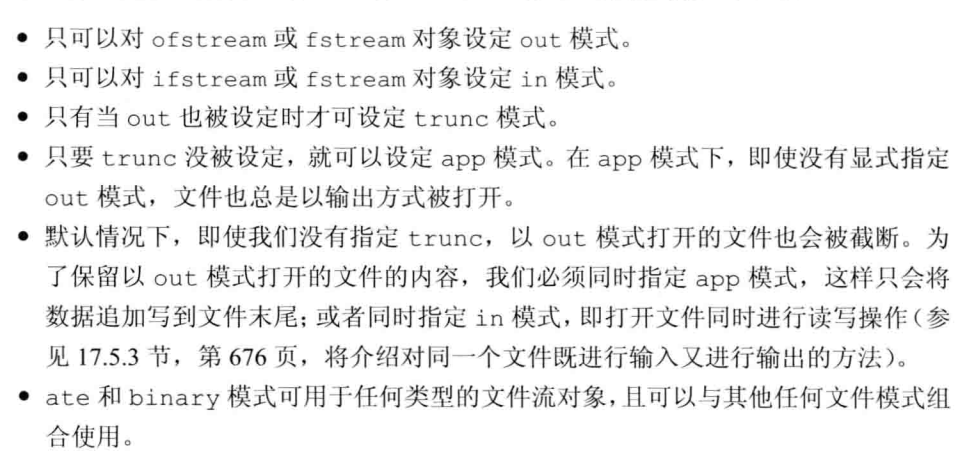 ● 只可以对 ofstream 或 fstream 对象设定 out 模式。
● 只可以对 ifstream 或 fstream 对象设定 in 模式。
● 只有当 out 也被设定时才可设定 trunc 模式。
● 只要 trunc 没被设定，就可以设定 app 模式。在 app 模式下，即使没有显式指定
out 模式，文件也总是以输出方式被打开。
● 默认情况下，即使我们没有指定 trunc，以 out 模式打开的文件也会被截断。为
了保留以 out 模式打开的文件的内容，我们必须同时指定 app 模式，这样只会将
数据追加写到文件末尾；或者同时指定 in 模式，即打开文件同时进行读写操作（参
见 17.5.3 节，第 676 页，将介绍对同一个文件既进行输入又进行输出的方法）。
● ate 和 binary 模式可用于任何类型的文件流对象，且可以与其他任何文件模式组
合使用。